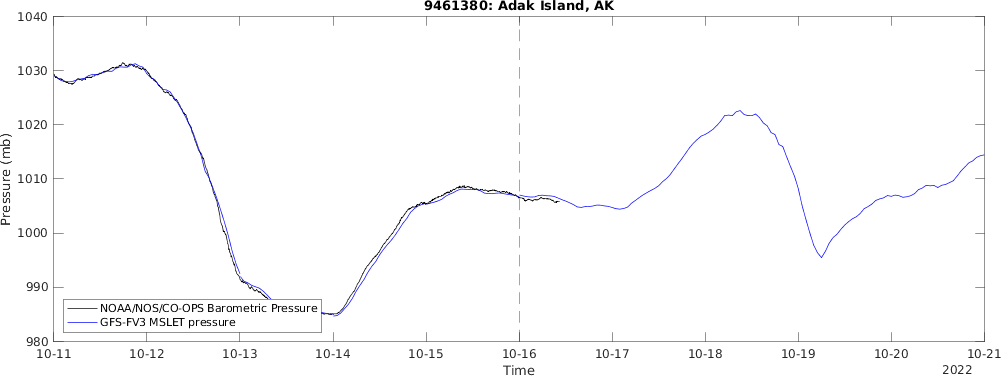 9461380: Adak Island, AK
1040
1030
1020
1010
1000
990
980
Pressure (mb)
NOAA/NOS/CO-OPS Barometric Pressure
GFS-FV3 MSLET pressure
10-11 10-12 10-13 10-14 10-15 10-16 10-17 10-18 10-19 10-20 10-21
Time
2022